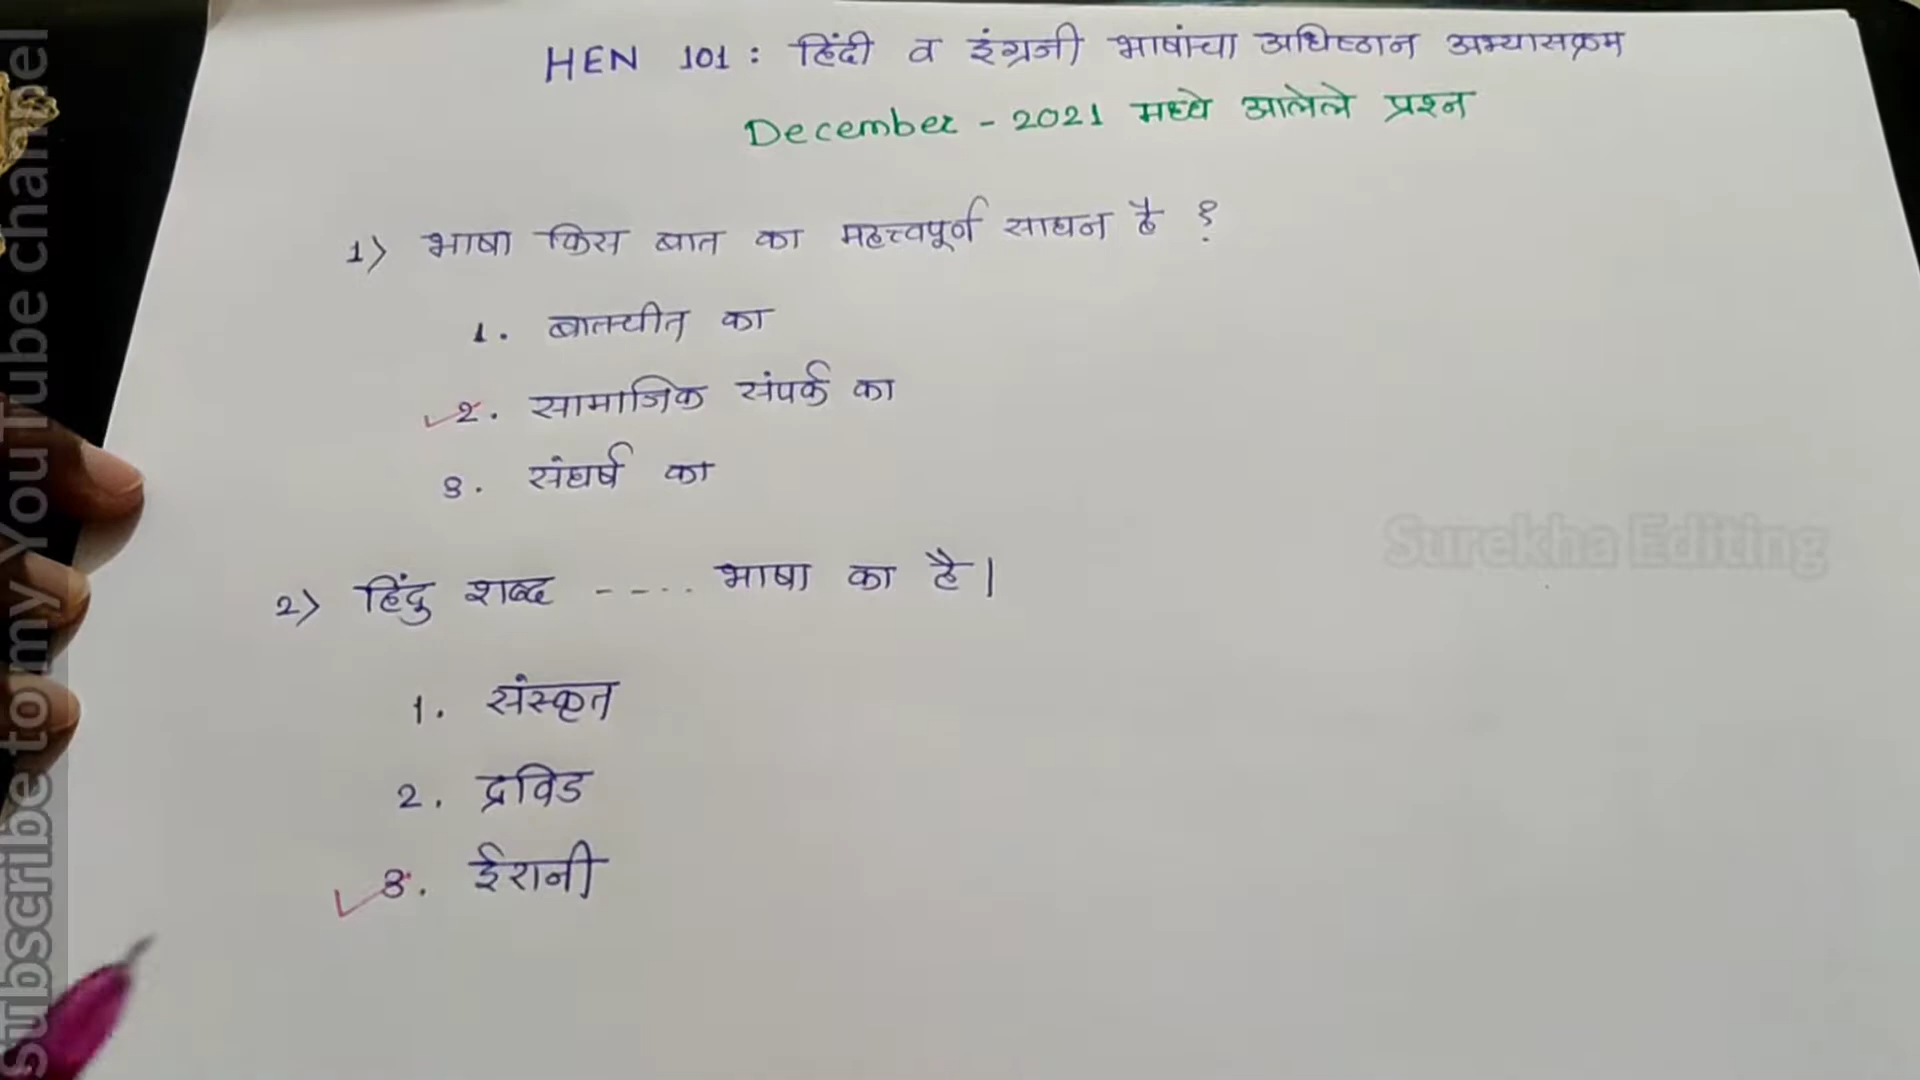 HEN 101 : हिंदी व इंग्रजी भाषांचा अधिष्ठान अभ्यासक्रम
December - 2021 मध्ये आलेले प्रश्न
1) भाषा किस बात का महत्त्वपूर्ण साधन है ?
1. बातचीत का
2. सामाजिक संपर्क का
3. संघर्ष का
2) हिंदु शब्द ----.. भाषा का है।
1. संस्कृत
2. द्रविड
3. ईरानी
Surekha Editing
Subscribe to my YouTube channel